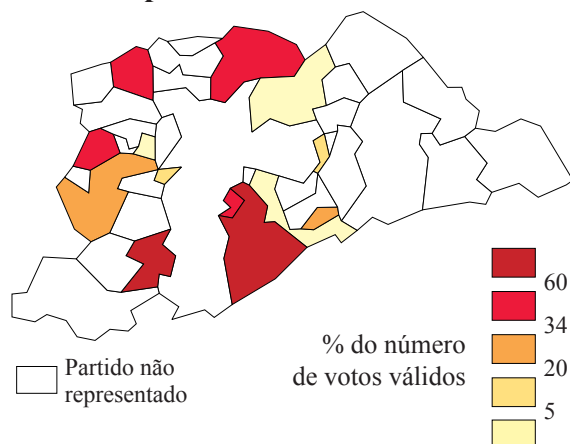 60
34
20
5
% do número
de votos válidos
Partido não
representado